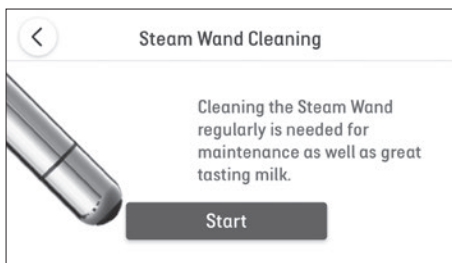 Steam Wand Cleaning
Cleaning the Steam Wand
regularly is needed for
maintenance as well as great
tasting milk.
Start